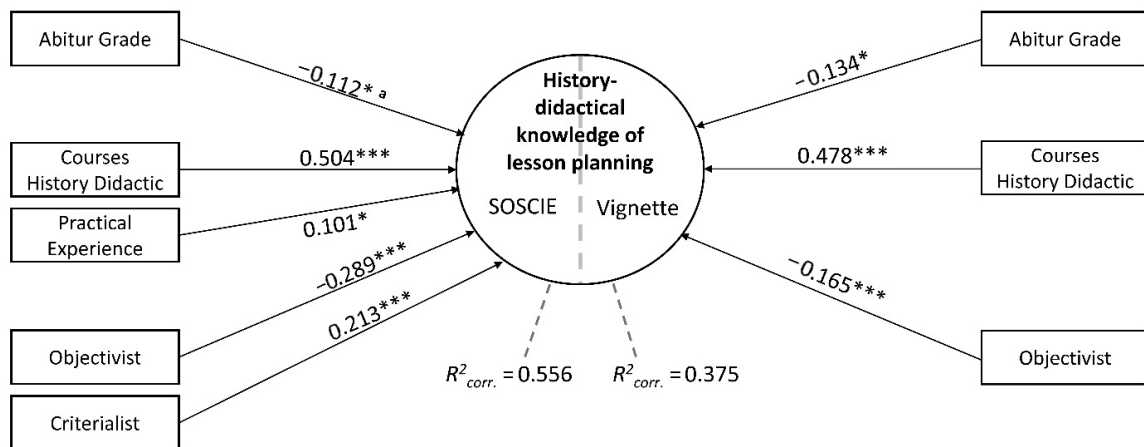 Abitur Grade
−0.112* a
Courses
History Didactic
0.504***
Practical
Experience
0.101*
−0.289***
Objectivist
0.213***
Criterialist
History-
didactical
knowledge of
lesson planning
SOSCIE
Vignette
R²corr. = 0.556
R²corr. = 0.375
Abitur Grade
−0.134*
Courses
History Didactic
0.478***
−0.165***
Objectivist